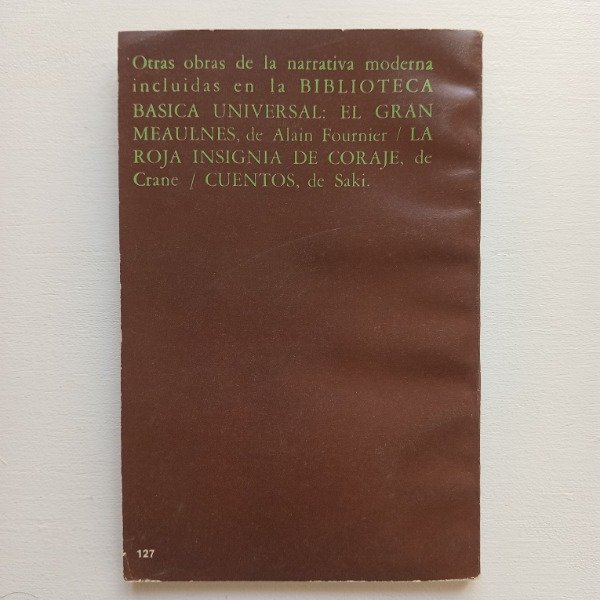 Otras obras de la narrativa moderna
incluidas en la BIBLIOTECA
BASICA UNIVERSAL: EL GRAN
MEAULNES, de Alain Fournier / LA
ROJA INSIGNIA DE CORAJE, de
Crane / CUENTOS, de Saki.
127